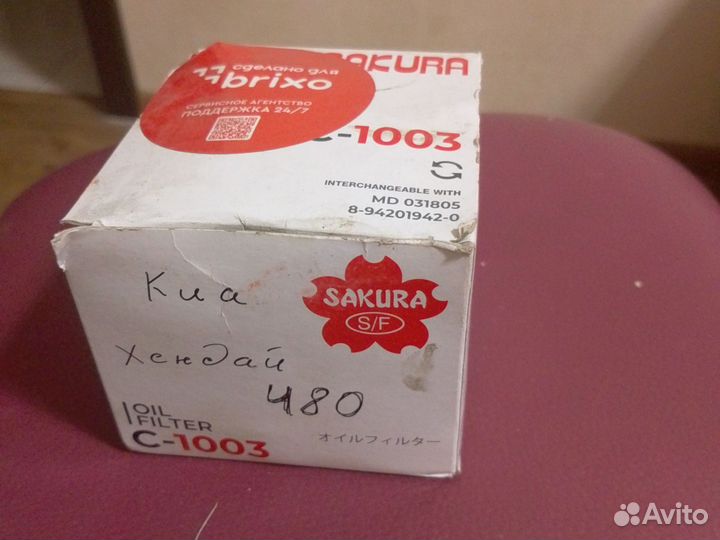 сделано для
brixo
СЕРВИСНОЕ АГЕНТСТВО
ПОДДЕРЖКА 24/7
SAKURA
C-1003
INTERCHANGEABLE WITH
MD 031805
8-94201942-0
Киа
SAKURA
S/F
Хендай
480
OIL
FILTER
C-1003
オイルフィルター
Avito